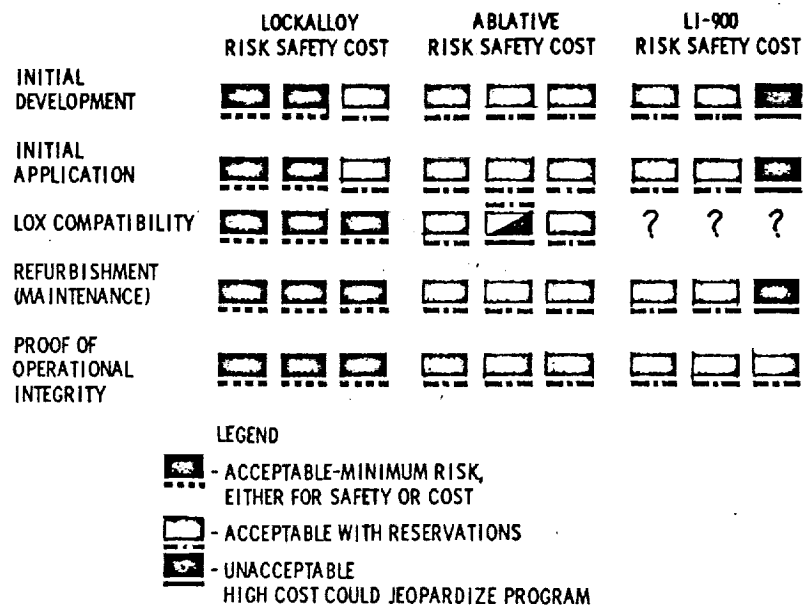 LOCKALLOY ABLATIVE LI-900
RISK SAFETY COST RISK SAFETY COST RISK SAFETY COST
INITIAL
DEVELOPMENT
INITIAL
APPLICATION
LOX COMPATIBILITY ? ? ?
REFURBISHMENT
(MAINTENANCE)
PROOF OF
OPERATIONAL
INTEGRITY
LEGEND
- ACCEPTABLE-MINIMUM RISK,
EITHER FOR SAFETY OR COST
- ACCEPTABLE WITH RESERVATIONS
- UNACCEPTABLE
HIGH COST COULD JEOPARDIZE PROGRAM